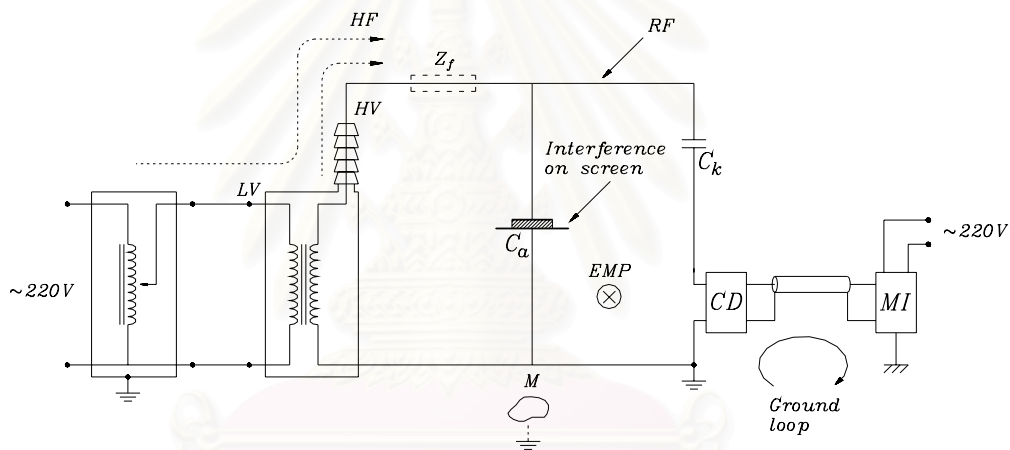 HF
RF
Z_f
HV
Interference
on screen
C_k
LV
C_a
EMP
~220V
~220V
CD
MI
M
Ground
loop